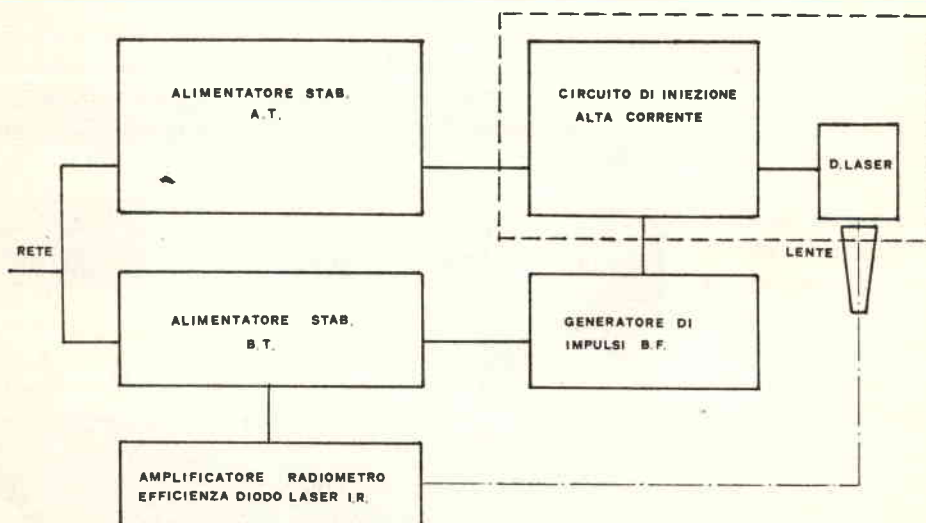 ALIMENTATORE STAB.
A.T.
CIRCUITO DI INIEZIONE
ALTA CORRENTE
D. LASER
RETE
LENTE
ALIMENTATORE STAB.
B.T.
GENERATORE DI
IMPULSI B.F.
AMPLIFICATORE RADIOMETRO
EFFICIENZA DIODO LASER I.R.